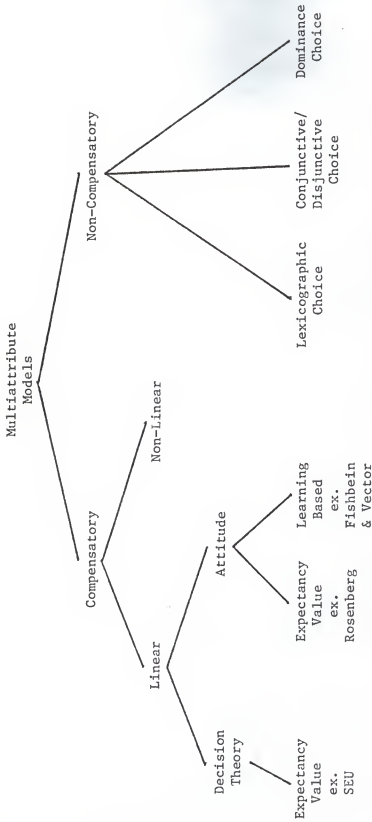 Multiattribute
Models
Compensatory
Non-Compensatory
Linear
Non-Linear
Decision
Theory
Attitude
Expectancy
Value
ex.
SEU
Expectancy
Value
ex.
Rosenberg
Learning
Based
ex.
Fishbein
& Vector
Lexicographic
Choice
Conjunctive/
Disjunctive
Choice
Dominance
Choice